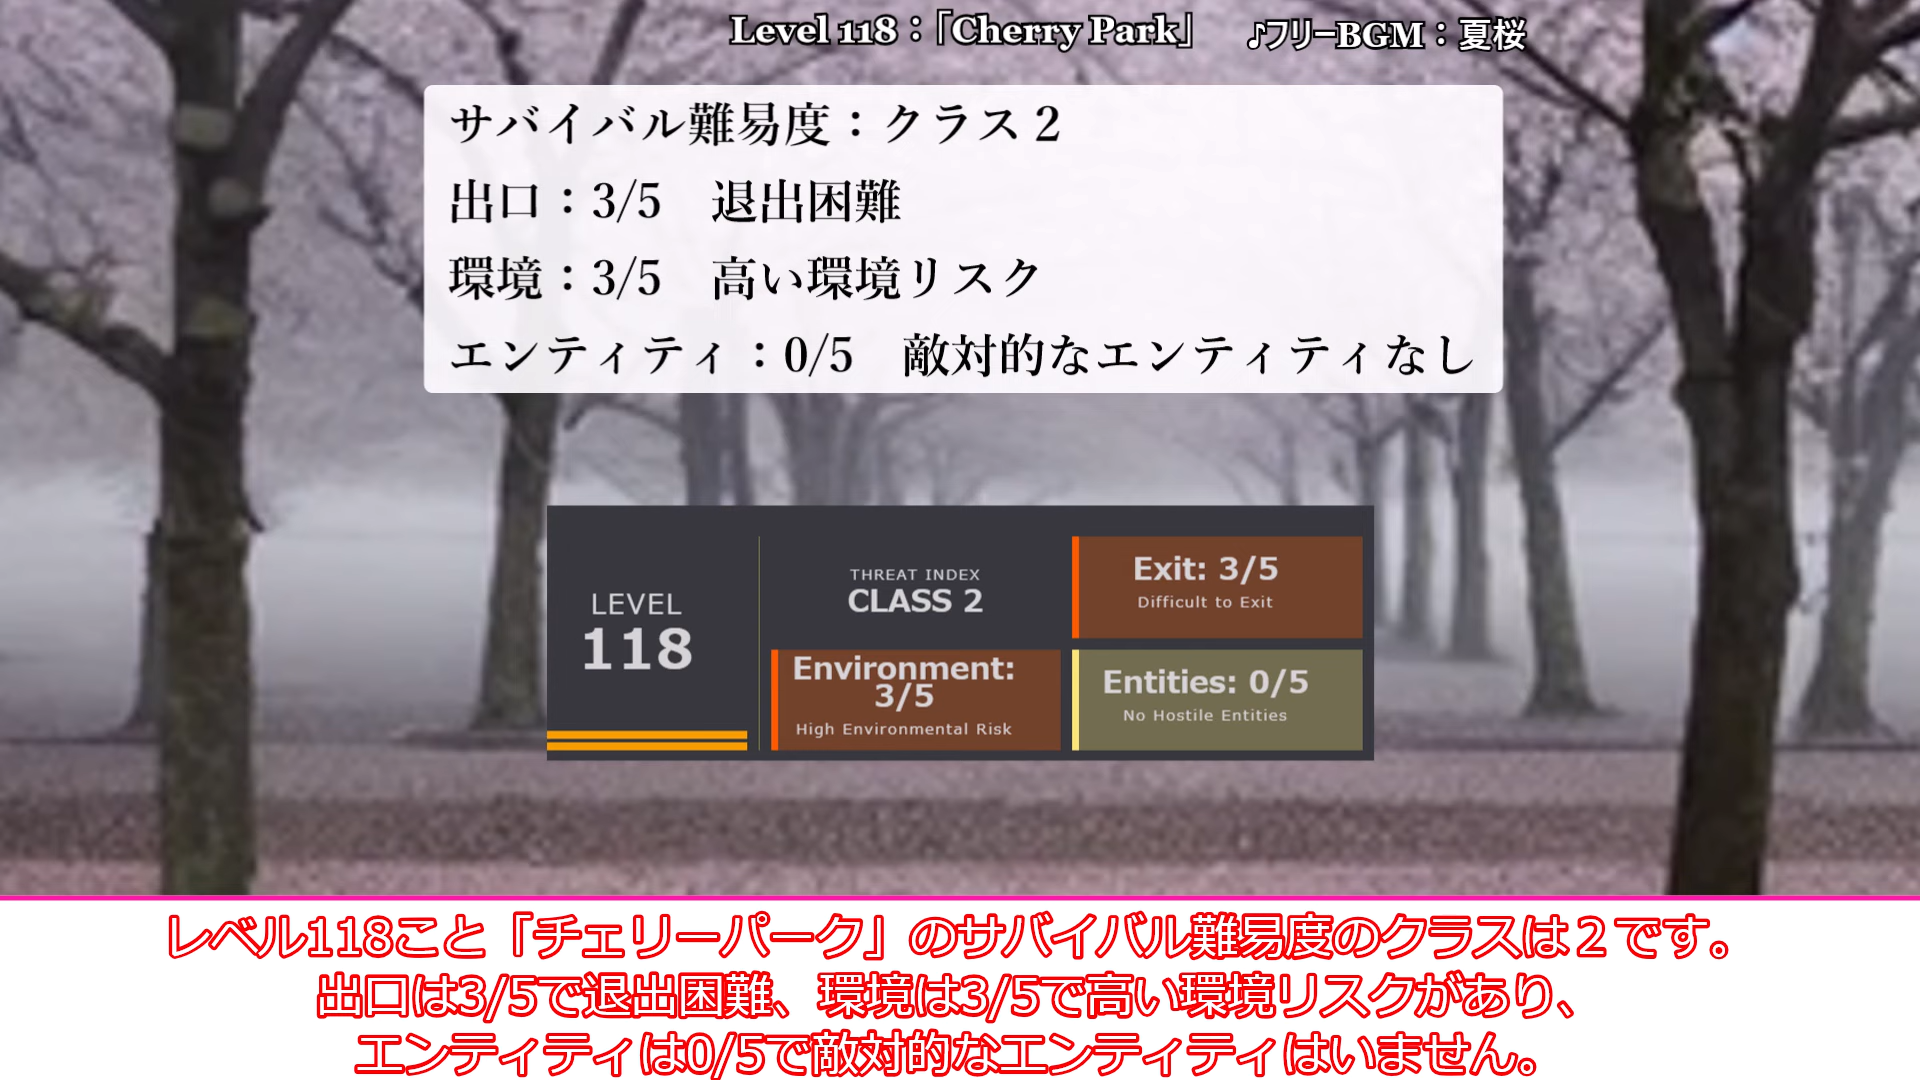 Level 118：「Cherry Park」　♪フリーBGM：夏桜
サバイバル難易度：クラス２
出口：3/5　退出困難
環境：3/5　高い環境リスク
エンティティ：0/5　敵対的なエンティティなし
LEVEL
118
THREAT INDEX
CLASS 2
Exit: 3/5
Difficult to Exit
Environment:
3/5
High Environmental Risk
Entities: 0/5
No Hostile Entities
レベル118こと「チェリーパーク」のサバイバル難易度のクラスは２です。
出口は3/5で退出困難、環境は3/5で高い環境リスクがあり、
エンティティは0/5で敵対的なエンティティはいません。